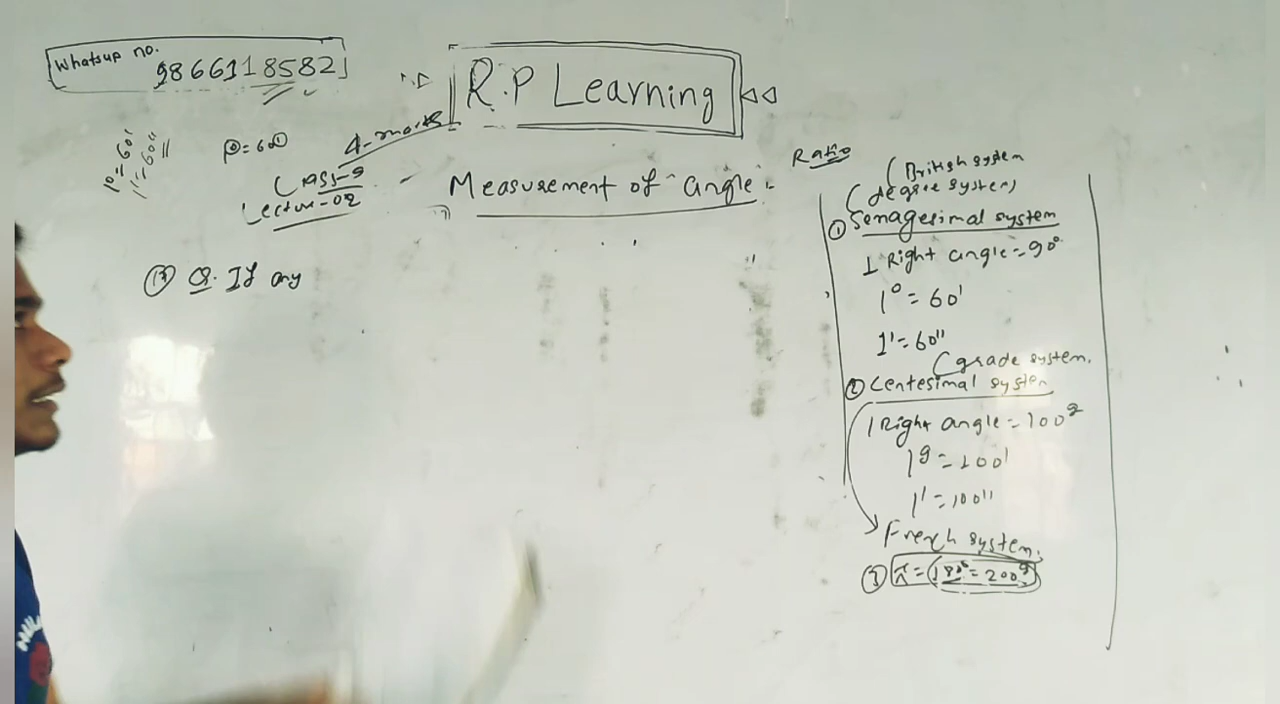 Whatsup no.
9866118582
R.P Learning
4-marks
1°=60'
1'=60''
Class-9
Lecture-02
Measurement of angle:
Ratio
(British system
(degree system)
① Senagesimal system
1 Right angle=90°
1°=60'
1'=60''
(grade system.
② Centesimal system
1 Right angle=100g
1g=100'
1'=100''
French system.
③ π=180°=200g
Q. If any